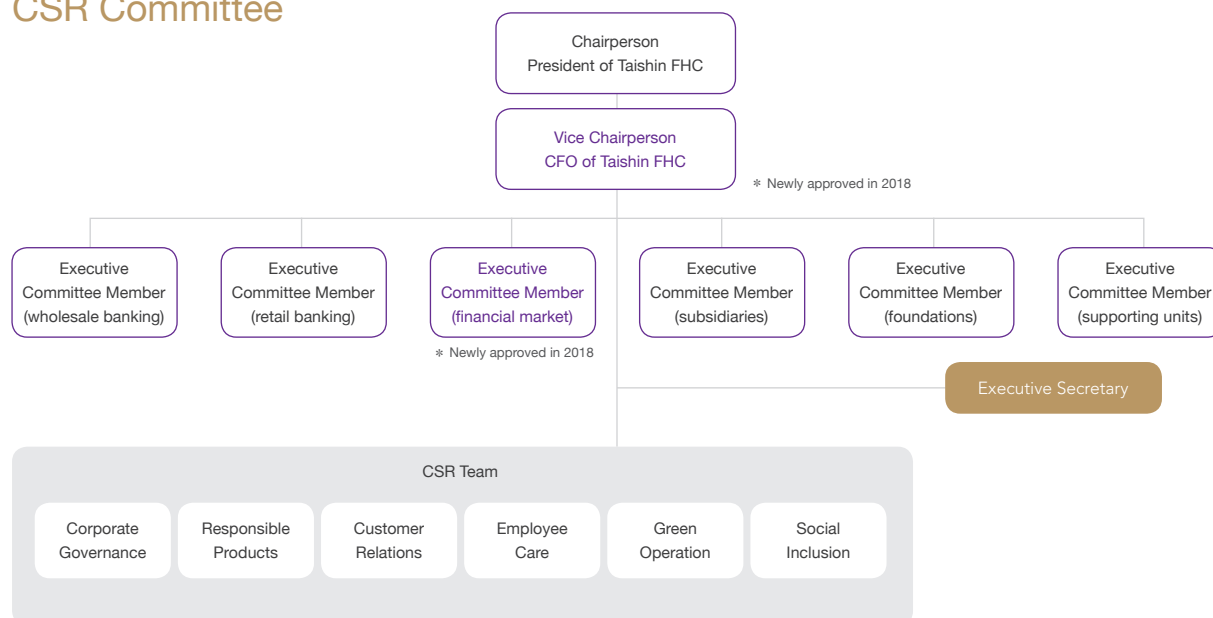 CSR Committee
Chairperson
President of Taishin FHC
Vice Chairperson
CFO of Taishin FHC
* Newly approved in 2018
Executive
Committee Member
(wholesale banking)
Executive
Committee Member
(retail banking)
Executive
Committee Member
(financial market)
* Newly approved in 2018
Executive
Committee Member
(subsidiaries)
Executive
Committee Member
(foundations)
Executive
Committee Member
(supporting units)
Executive Secretary
CSR Team
Corporate
Governance
Responsible
Products
Customer
Relations
Employee
Care
Green
Operation
Social
Inclusion